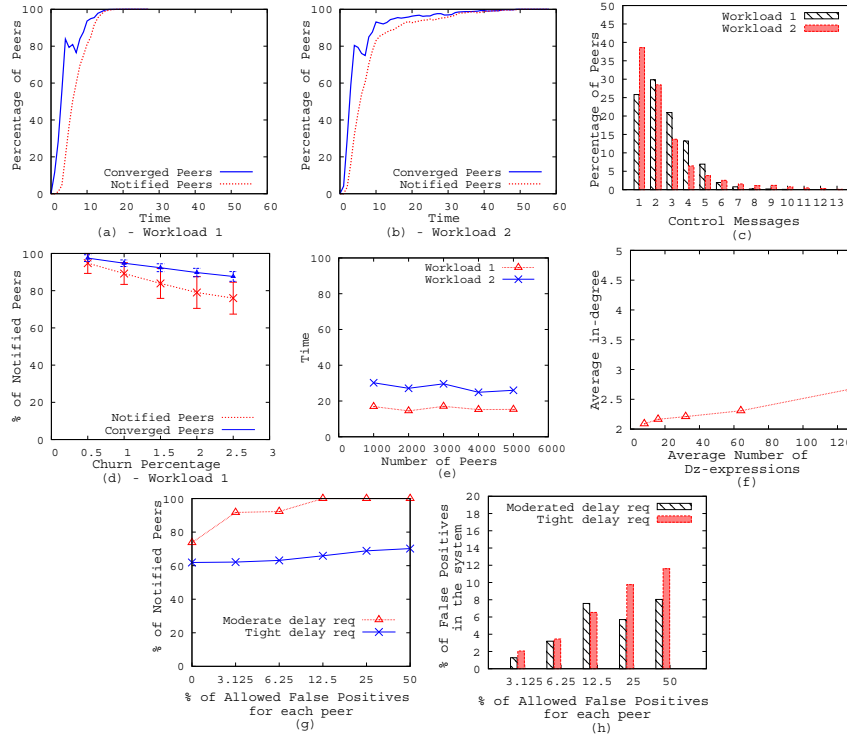 100
80
60
40
20
0
Percentage of Peers
Converged Peers
Notified Peers
0 10 20 30 40 50 60
Time
(a) - Workload 1
100
80
60
40
20
0
Percentage of Peers
Converged Peers
Notified Peers
0 10 20 30 40 50 60
Time
(b) - Workload 2
50
45
40
35
30
25
20
15
10
5
0
Percentage of Peers
Workload 1
Workload 2
1 2 3 4 5 6 7 8 9 10 11 12 13
Control Messages
(c)
100
80
60
40
20
0
% of Notified Peers
Notified Peers
Converged Peers
0 0.5 1 1.5 2 2.5 3
Churn Percentage
(d) - Workload 1
100
80
60
40
20
0
Time
Workload 1
Workload 2
0 1000 2000 3000 4000 5000 6000
Number of Peers
(e)
5
4.5
4
3.5
3
2.5
2
Average in-degree
0 20 40 60 80 100 120
Average Number of
Dz-expressions
(f)
100
80
60
40
20
0
% of Notified Peers
Moderate delay req
Tight delay req
0 3.125 6.25 12.5 25 50
% of Allowed False Positives
for each peer
(g)
20
18
16
14
12
10
8
6
4
2
0
% of False Positives
in the system
Moderated delay req
Tight delay req
3.125 6.25 12.5 25 50
% of Allowed False Positives
for each peer
(h)